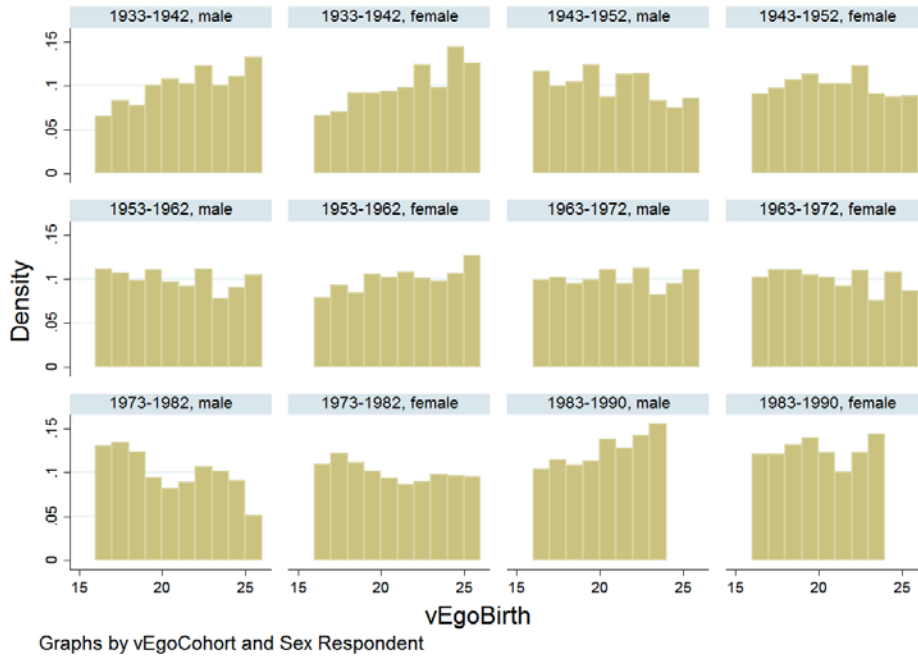 1933-1942, male 1933-1942, female 1943-1952, male 1943-1952, female
0 .05 .1 .15
1953-1962, male 1953-1962, female 1963-1972, male 1963-1972, female
0 .05 .1 .15
Density
1973-1982, male 1973-1982, female 1983-1990, male 1983-1990, female
0 .05 .1 .15
15 20 25 15 20 25 15 20 25 15 20 25
vEgoBirth
Graphs by vEgoCohort and Sex Respondent